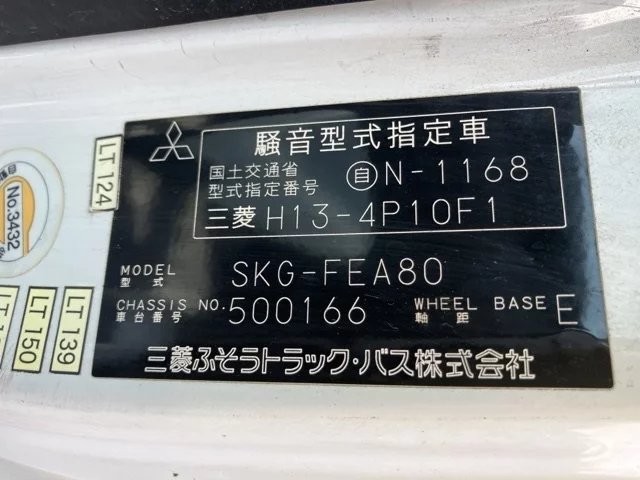 騒音型式指定車
国土交通省
型式指定番号
自N-1168
三菱 H13-4P10F1
MODEL
型式
SKG-FEA80
CHASSIS NO.
車台番号
500166
WHEEL BASE
軸距
E
三菱ふそうトラック・バス株式会社
LT 124
No.3432
LT 150
LT 139